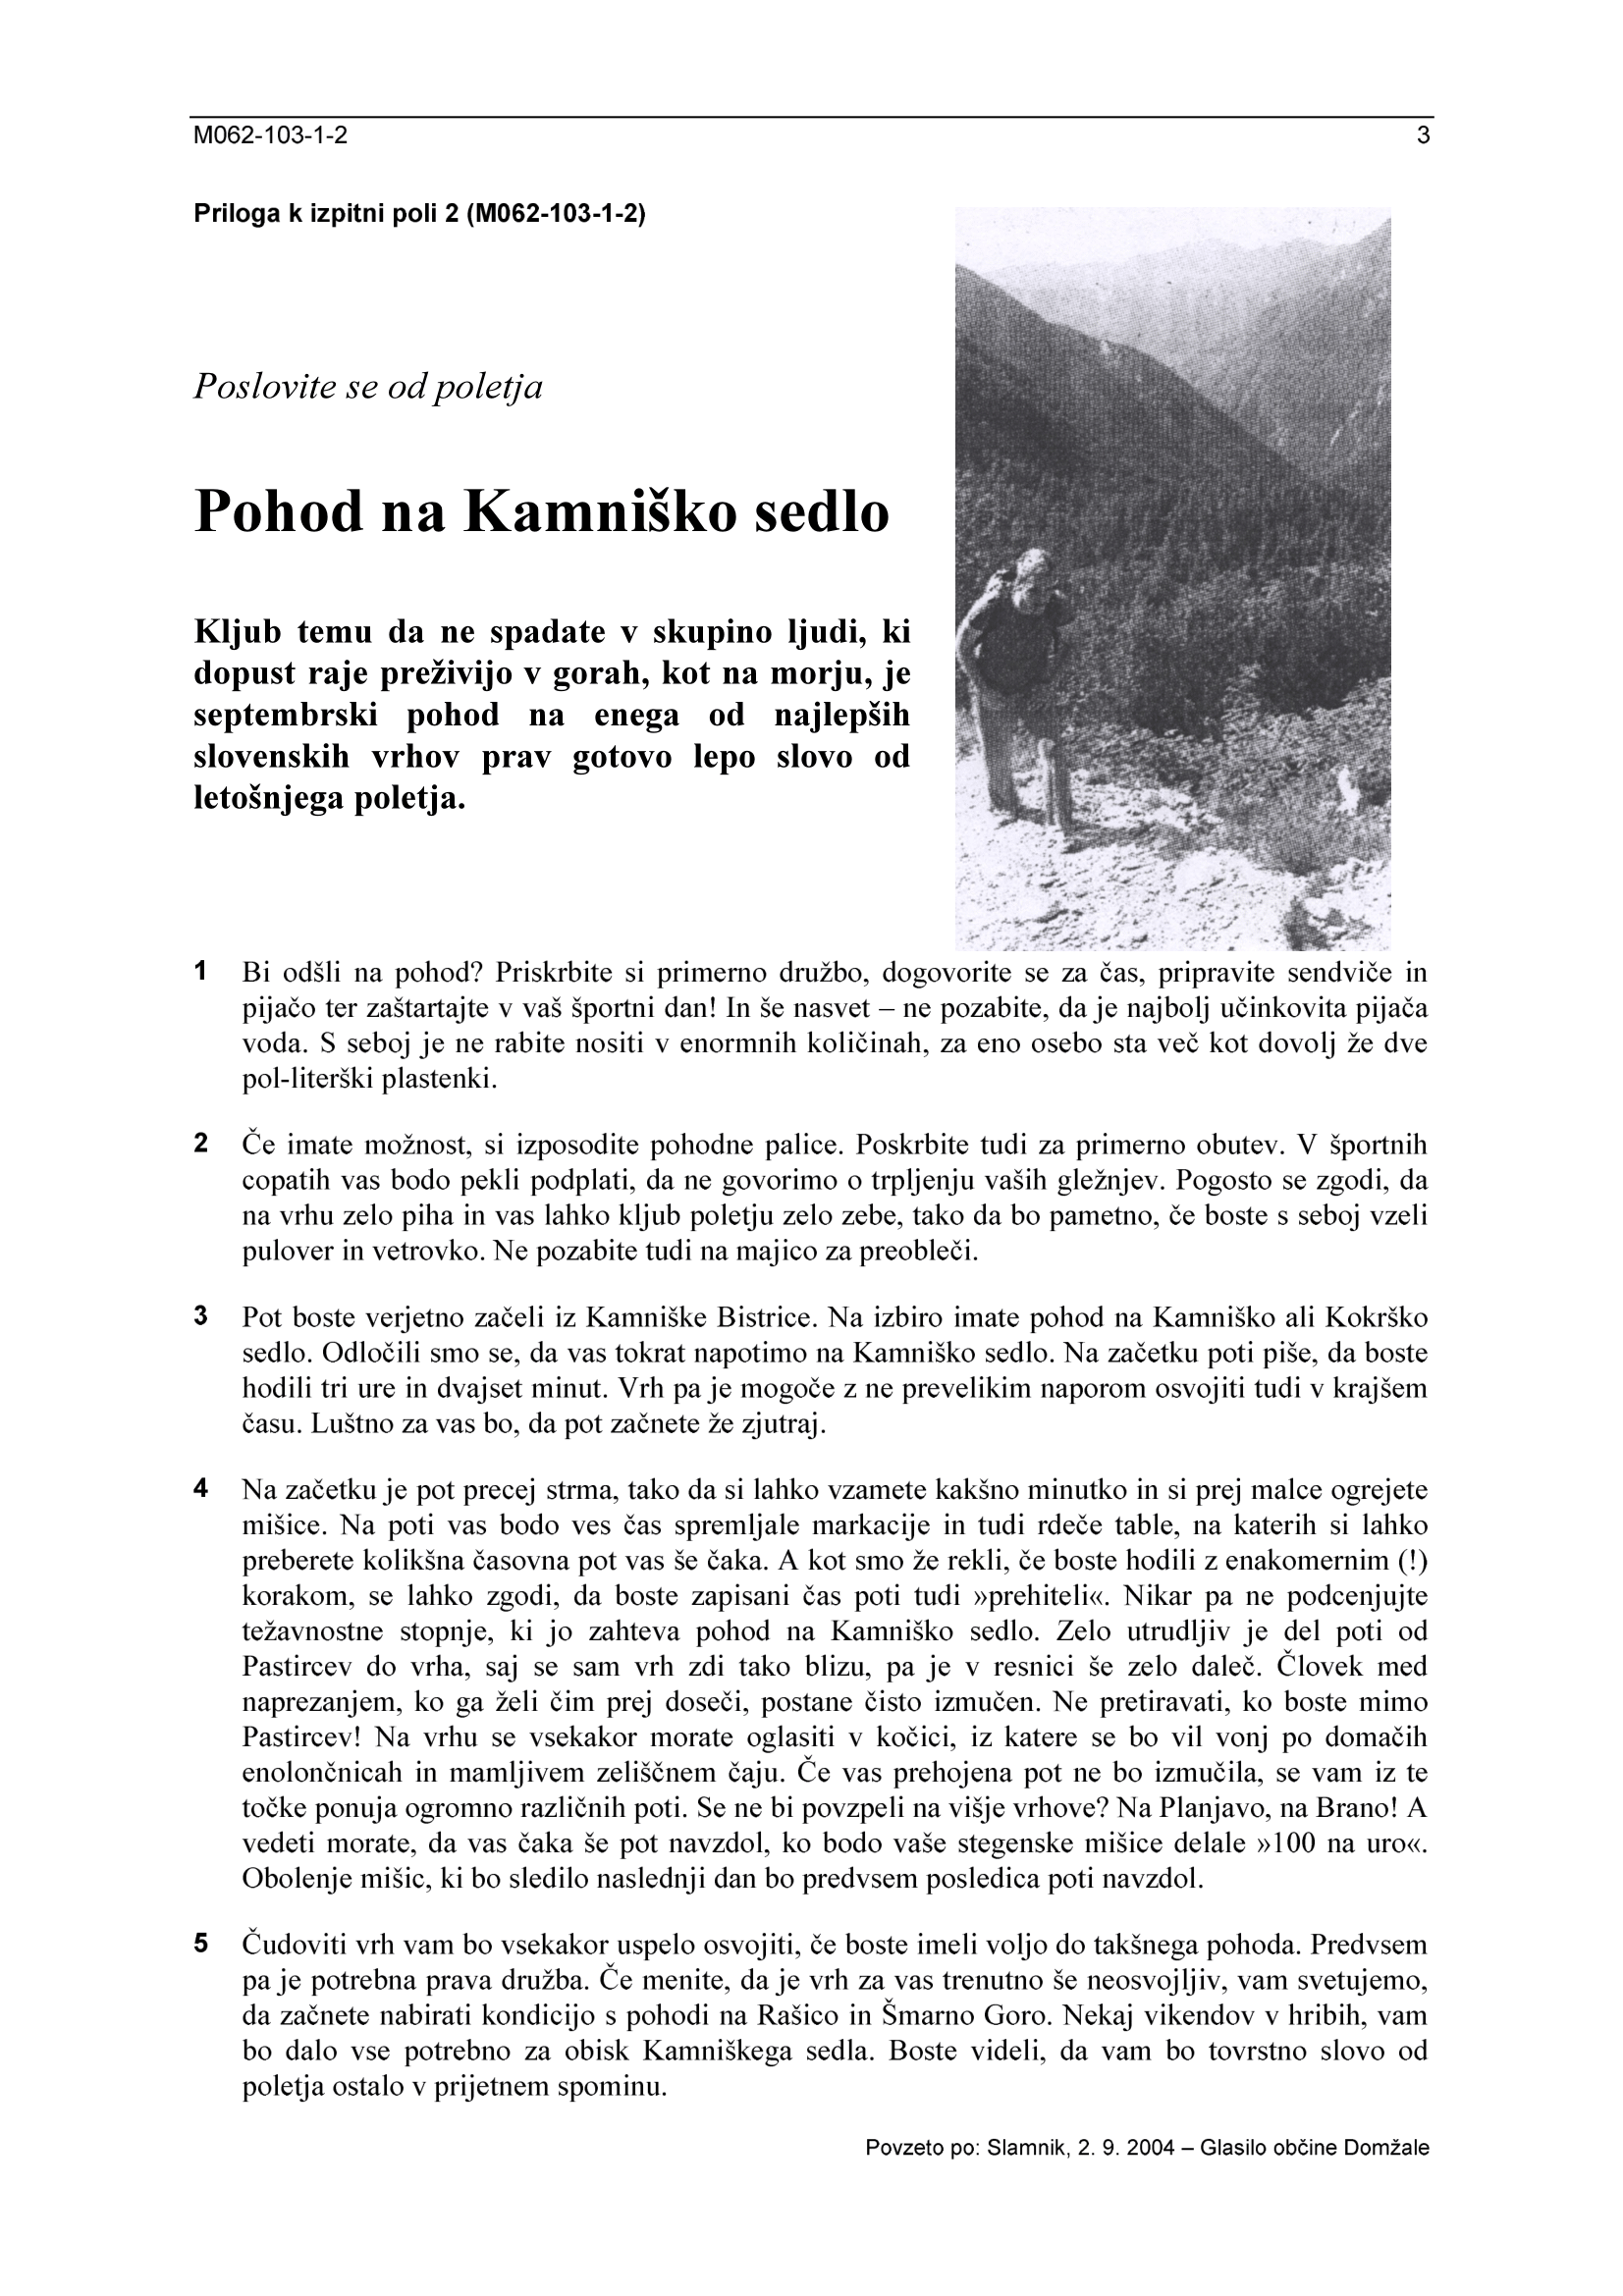 M062-103-1-2 3
Priloga k izpitni poli 2 (M062-103-1-2)
Poslovite se od poletja
Pohod na Kamniško sedlo
Kljub temu da ne spadate v skupino ljudi, ki
dopust raje preživijo v gorah, kot na morju, je
septembrski pohod na enega od najlepših
slovenskih vrhov prav gotovo lepo slovo od
letošnjega poletja.
1 Bi odšli na pohod? Priskrbite si primerno družbo, dogovorite se za čas, pripravite sendviče in
pijačo ter zaštartajte v vaš športni dan! In še nasvet – ne pozabite, da je najbolj učinkovita pijača
voda. S seboj je ne rabite nositi v enormnih količinah, za eno osebo sta več kot dovolj že dve
pol-literški plastenki.
2 Če imate možnost, si izposodite pohodne palice. Poskrbite tudi za primerno obutev. V športnih
copatih vas bodo pekli podplati, da ne govorimo o trpljenju vaših gležnjev. Pogosto se zgodi, da
na vrhu zelo piha in vas lahko kljub poletju zelo zebe, tako da bo pametno, če boste s seboj vzeli
pulover in vetrovko. Ne pozabite tudi na majico za preobleči.
3 Pot boste verjetno začeli iz Kamniške Bistrice. Na izbiro imate pohod na Kamniško ali Kokrško
sedlo. Odločili smo se, da vas tokrat napotimo na Kamniško sedlo. Na začetku poti piše, da boste
hodili tri ure in dvajset minut. Vrh pa je mogoče z ne prevelikim naporom osvojiti tudi v krajšem
času. Luštno za vas bo, da pot začnete že zjutraj.
4 Na začetku je pot precej strma, tako da si lahko vzamete kakšno minutko in si prej malce ogrejete
mišice. Na poti vas bodo ves čas spremljale markacije in tudi rdeče table, na katerih si lahko
preberete kolikšna časovna pot vas še čaka. A kot smo že rekli, če boste hodili z enakomernim (!)
korakom, se lahko zgodi, da boste zapisani čas poti tudi »prehiteli«. Nikar pa ne podcenjujte
težavnostne stopnje, ki jo zahteva pohod na Kamniško sedlo. Zelo utrudljiv je del poti od
Pastircev do vrha, saj se sam vrh zdi tako blizu, pa je v resnici še zelo daleč. Človek med
naprezanjem, ko ga želi čim prej doseči, postane čisto izmučen. Ne pretiravati, ko boste mimo
Pastircev! Na vrhu se vsekakor morate oglasiti v kočici, iz katere se bo vil vonj po domačih
enolončnicah in mamljivem zeliščnem čaju. Če vas prehojena pot ne bo izmučila, se vam iz te
točke ponuja ogromno različnih poti. Se ne bi povzpeli na višje vrhove? Na Planjavo, na Brano! A
vedeti morate, da vas čaka še pot navzdol, ko bodo vaše stegenske mišice delale »100 na uro«.
Obolenje mišic, ki bo sledilo naslednji dan bo predvsem posledica poti navzdol.
5 Čudoviti vrh vam bo vsekakor uspelo osvojiti, če boste imeli voljo do takšnega pohoda. Predvsem
pa je potrebna prava družba. Če menite, da je vrh za vas trenutno še neosvojljiv, vam svetujemo,
da začnete nabirati kondicijo s pohodi na Rašico in Šmarno Goro. Nekaj vikendov v hribih, vam
bo dalo vse potrebno za obisk Kamniškega sedla. Boste videli, da vam bo tovrstno slovo od
poletja ostalo v prijetnem spominu.
Povzeto po: Slamnik, 2. 9. 2004 – Glasilo občine Domžale